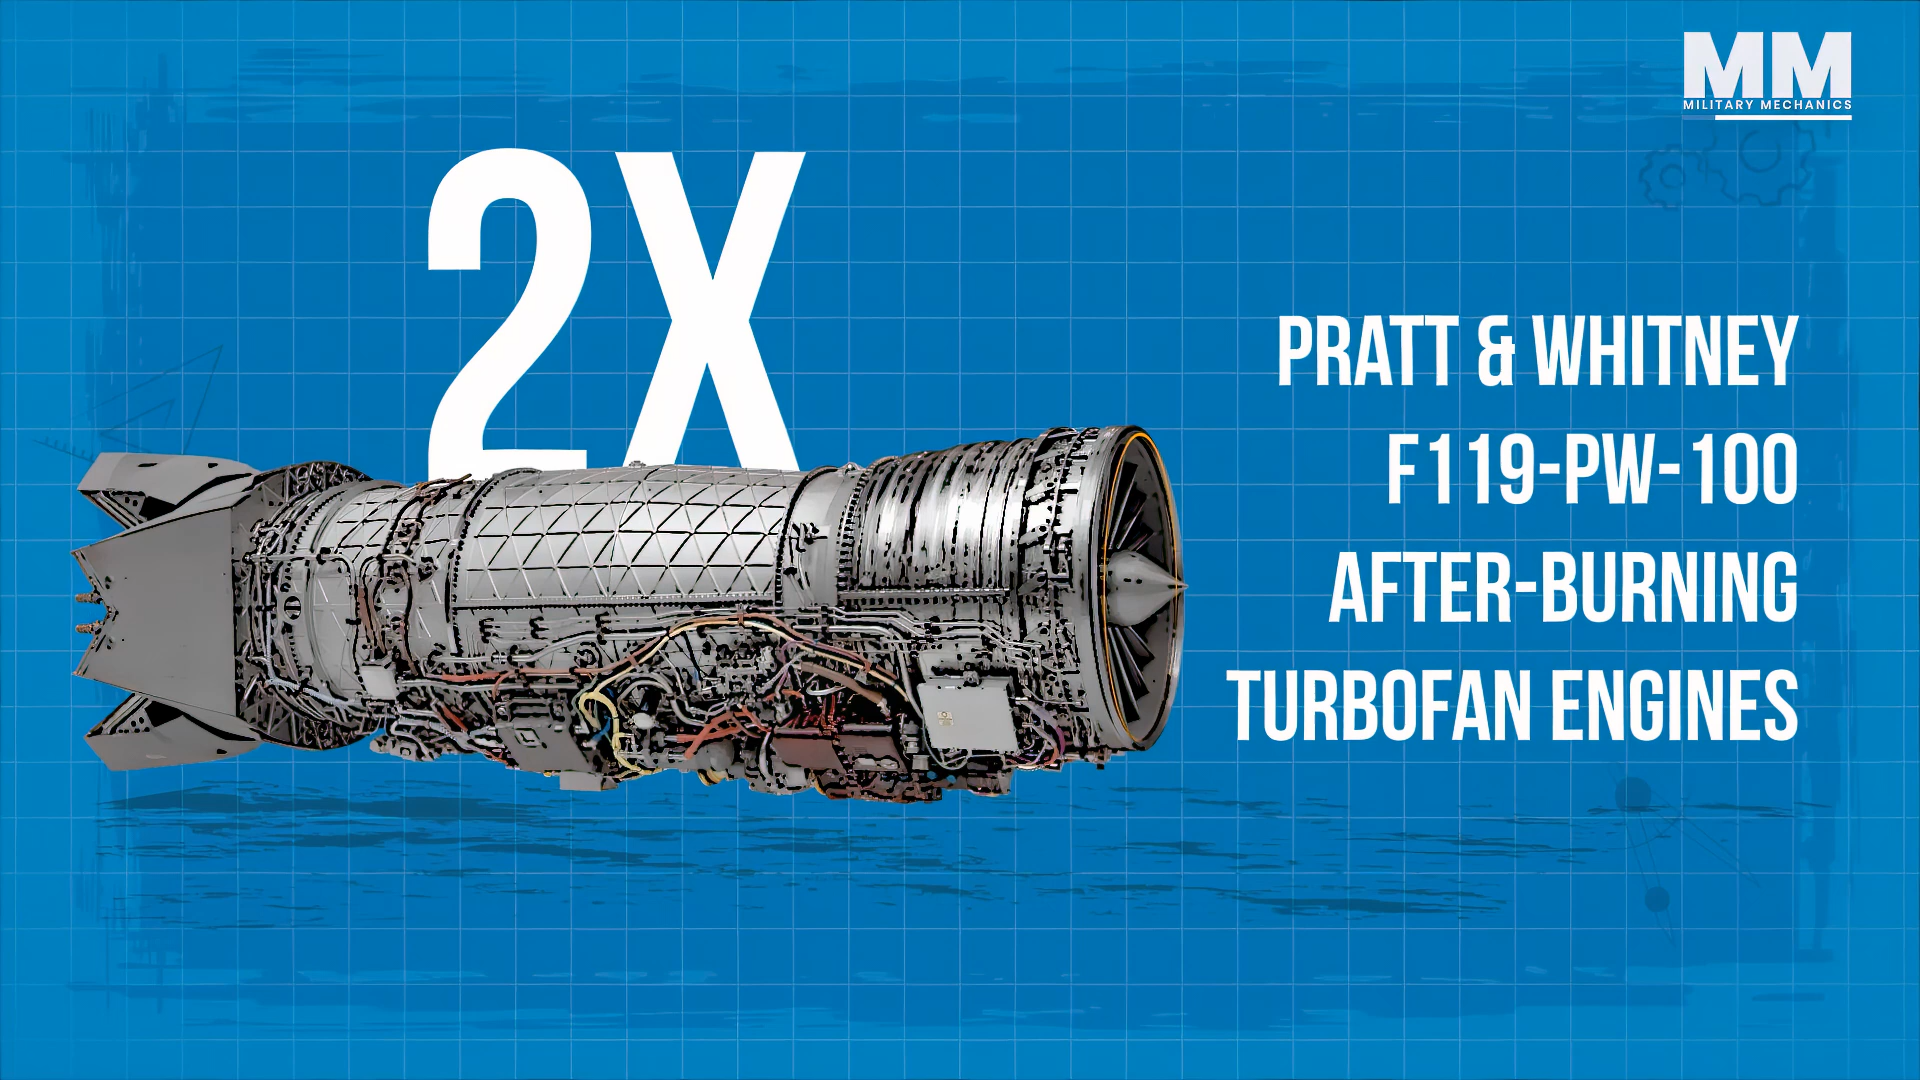 MM
MILITARY MECHANICS
2X
PRATT & WHITNEY
F119-PW-100
AFTER-BURNING
TURBOFAN ENGINES